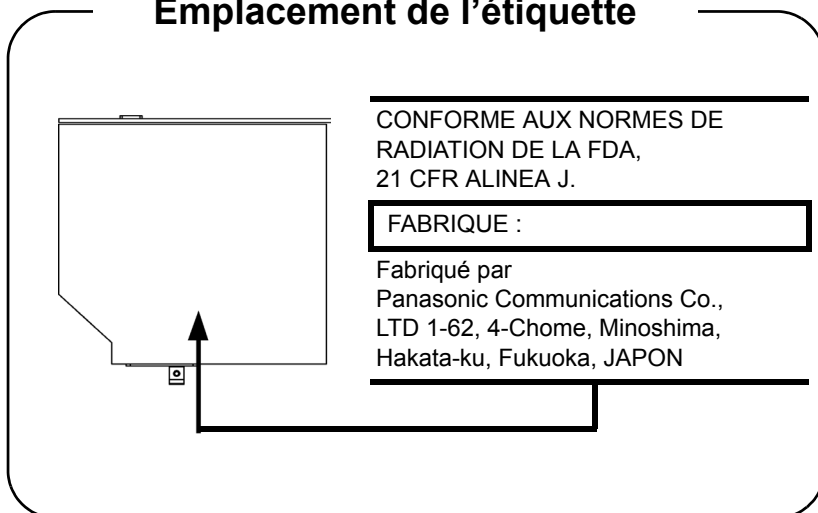 Emplacement de l’étiquette
CONFORME AUX NORMES DE
RADIATION DE LA FDA,
21 CFR ALINEA J.
FABRIQUE :
Fabriqué par
Panasonic Communications Co.,
LTD 1-62, 4-Chome, Minoshima,
Hakata-ku, Fukuoka, JAPON